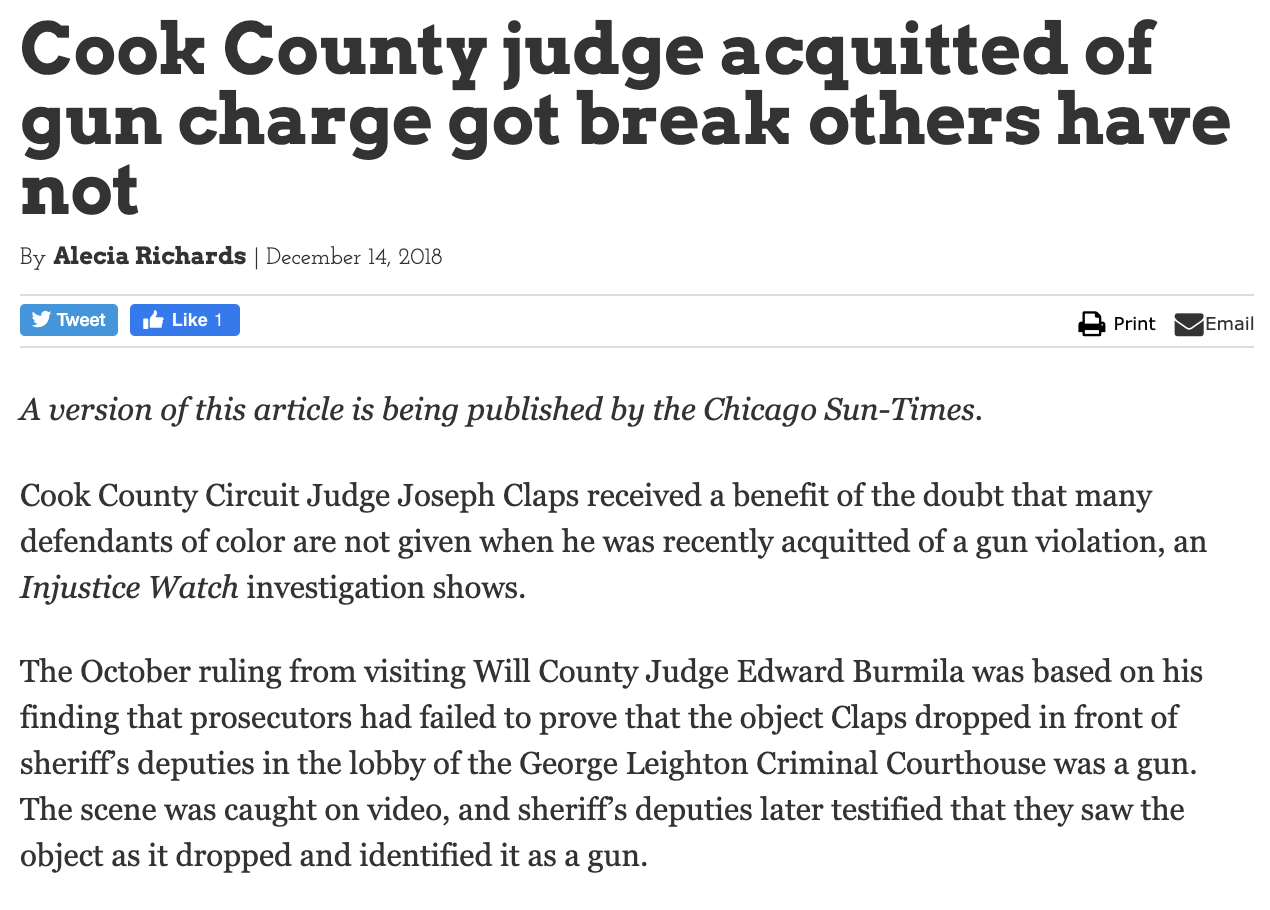 Cook County judge acquitted of
gun charge got break others have
not
By Alecia Richards | December 14, 2018
Tweet Like 1 Print Email
A version of this article is being published by the Chicago Sun-Times.
Cook County Circuit Judge Joseph Claps received a benefit of the doubt that many
defendants of color are not given when he was recently acquitted of a gun violation, an
Injustice Watch investigation shows.
The October ruling from visiting Will County Judge Edward Burmila was based on his
finding that prosecutors had failed to prove that the object Claps dropped in front of
sheriff’s deputies in the lobby of the George Leighton Criminal Courthouse was a gun.
The scene was caught on video, and sheriff’s deputies later testified that they saw the
object as it dropped and identified it as a gun.